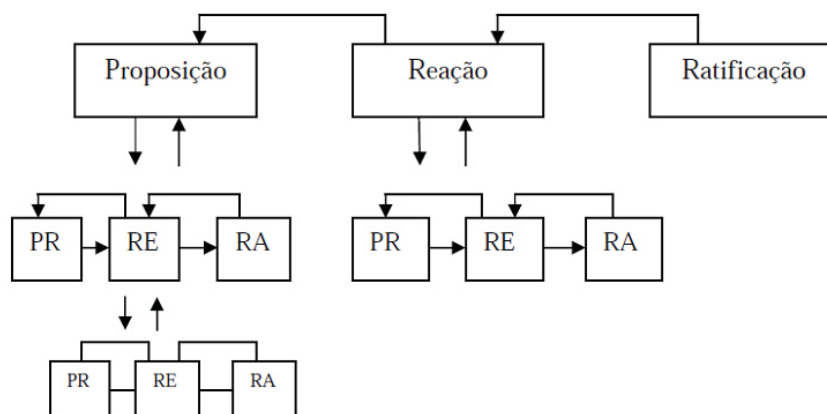 Proposição
Reação
Ratificação
PR
RE
RA
PR
RE
RA
PR
RE
RA